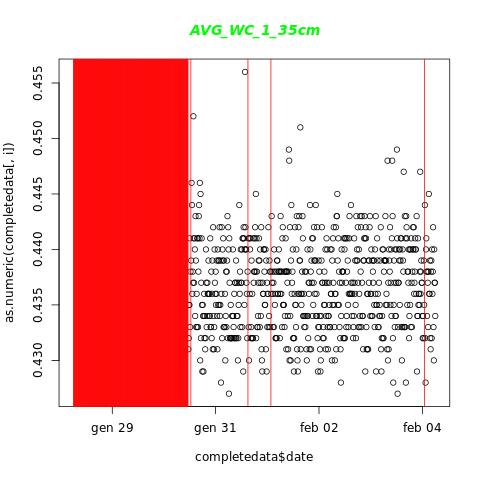 AVG_WC_1_35cm
as.numeric(completedata[, i])
0.455
0.450
0.445
0.440
0.435
0.430
gen 29 gen 31 feb 02 feb 04
completedata$date